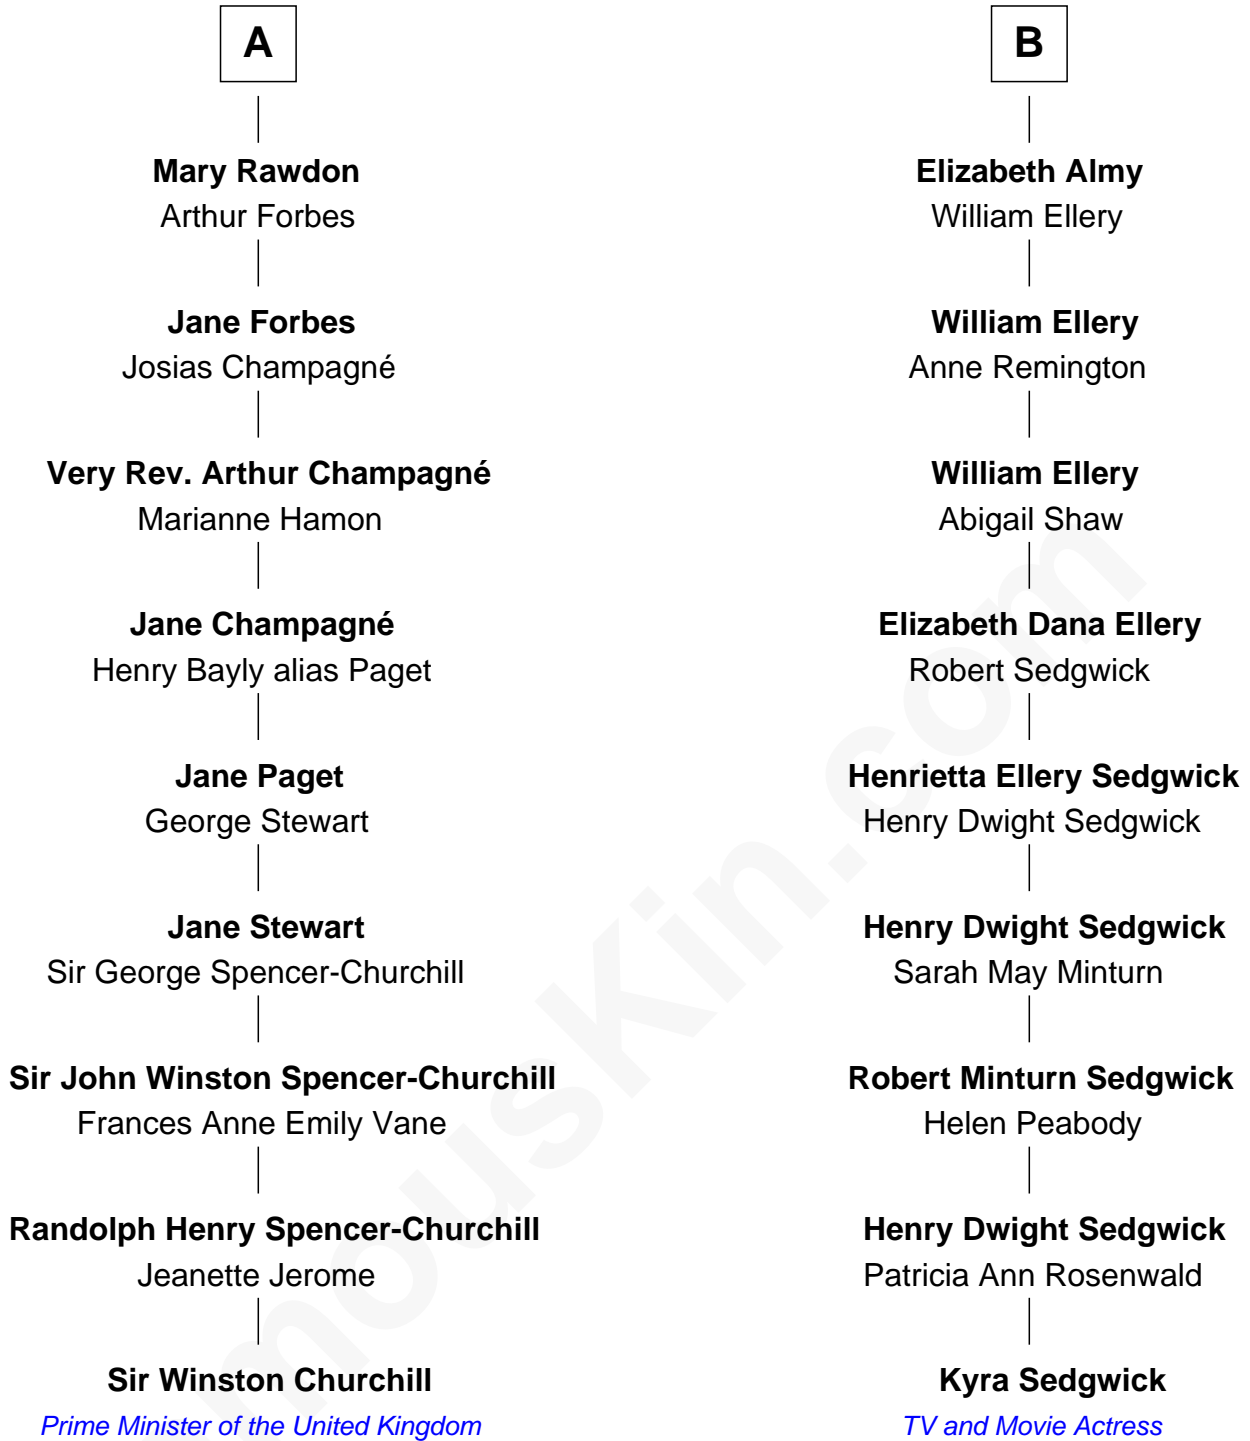 A
Mary Rawdon
Arthur Forbes
Jane Forbes
Josias Champagné
Very Rev. Arthur Champagné
Marianne Hamon
Jane Champagné
Henry Bayly alias Paget
Jane Paget
George Stewart
Jane Stewart
Sir George Spencer-Churchill
Sir John Winston Spencer-Churchill
Frances Anne Emily Vane
Randolph Henry Spencer-Churchill
Jeanette Jerome
Sir Winston Churchill
Prime Minister of the United Kingdom
B
Elizabeth Almy
William Ellery
William Ellery
Anne Remington
William Ellery
Abigail Shaw
Elizabeth Dana Ellery
Robert Sedgwick
Henrietta Ellery Sedgwick
Henry Dwight Sedgwick
Henry Dwight Sedgwick
Sarah May Minturn
Robert Minturn Sedgwick
Helen Peabody
Henry Dwight Sedgwick
Patricia Ann Rosenwald
Kyra Sedgwick
TV and Movie Actress
mousKin.com